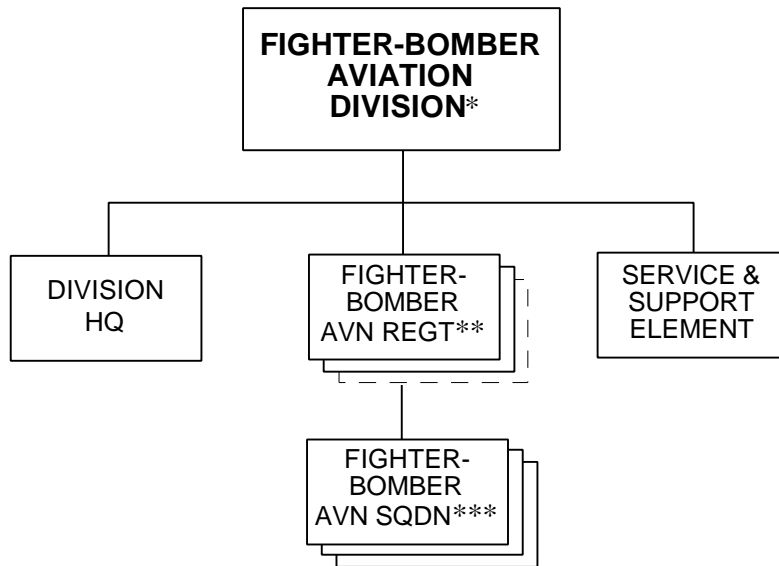 FIGHTER-BOMBER
AVIATION
DIVISION*
DIVISION
HQ
FIGHTER-
BOMBER
AVN REGT**
SERVICE &
SUPPORT
ELEMENT
FIGHTER-
BOMBER
AVN SQDN***